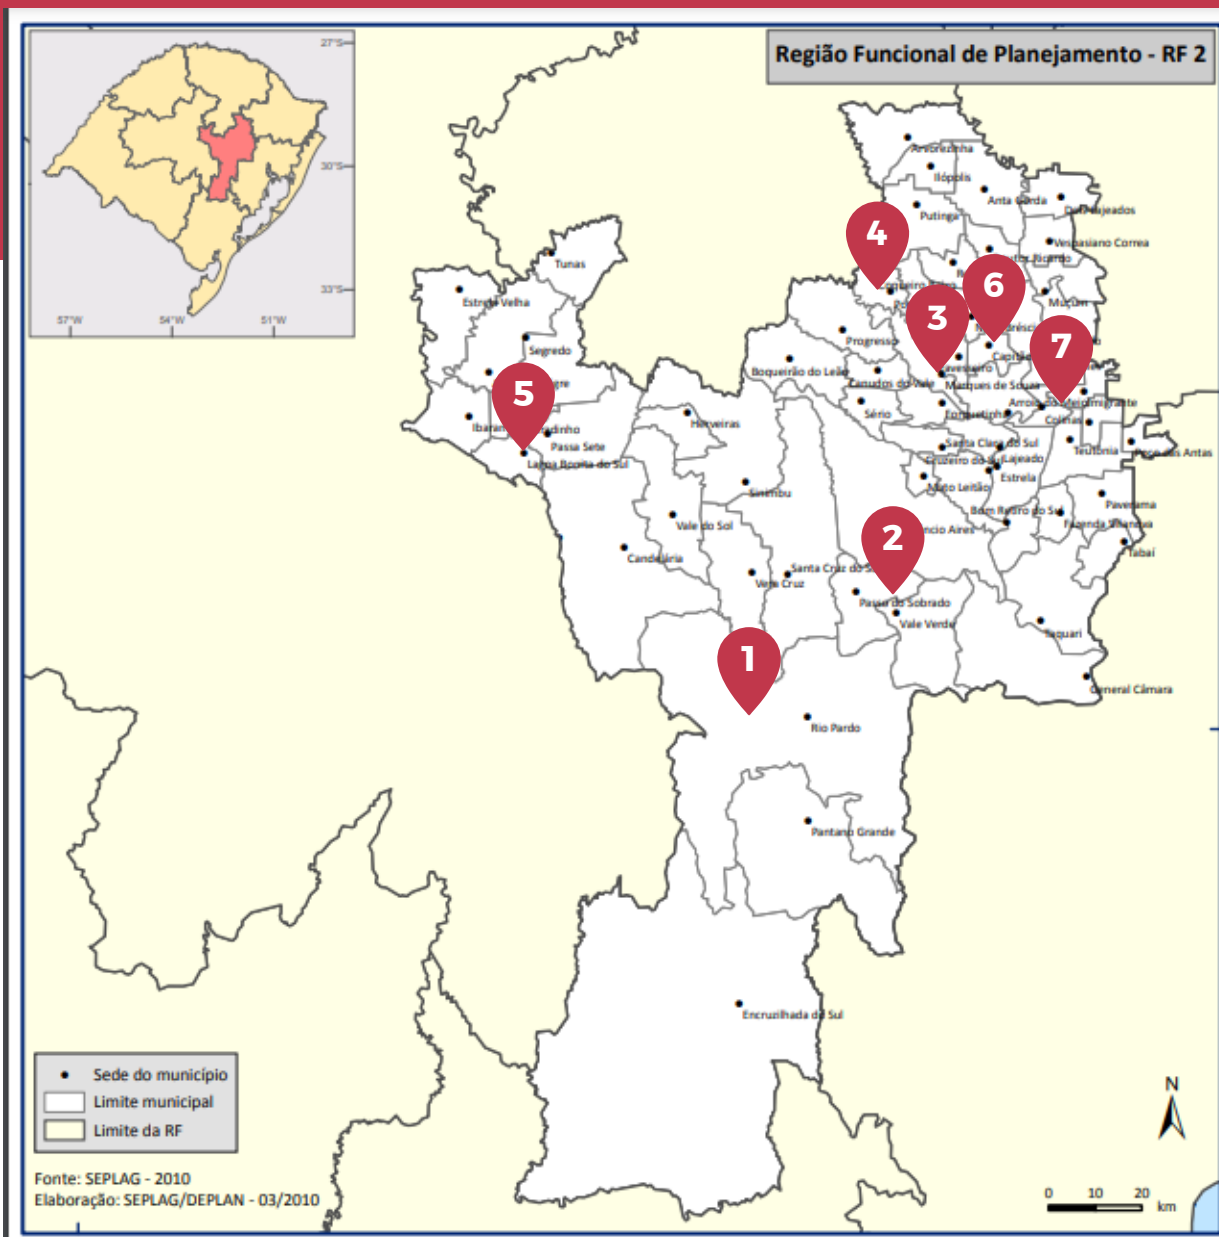 Região Funcional de Planejamento - RF 2
27°S
30°S
33°S
57°W
54°W
51°W
Arvorezinha
Ilópolis
Anta Gorda
Putinga
Vespasiano Correa
4
Tunas
Estrela Velha
6
Muçum
3
Segredo
Progresso
7
Capitão
Boqueirão do Leão
Canudos do Vale
Marques de Souza
5
Sério
Colinas
Herveiras
Passa Sete
Teutônia
Poço das Antas
Santa Clara do Sul
Lagoa Bonita do Sul
Cruzeiro do Sul
Lajeado
Estrela
Mato Leitão
Sinimbu
Paverama
Bom Retiro do Sul
Vale do Sol
Fazenda Vilanova
2
Tabaí
Candelária
Santa Cruz do S
Vera Cruz
Passo do Sobrado
Vale Verde
Taquari
1
General Câmara
Rio Pardo
Pantano Grande
Encruzilhada do Sul
Sede do município
Limite municipal
Limite da RF
N
Fonte: SEPLAG - 2010
Elaboração: SEPLAG/DEPLAN - 03/2010
0 10 20
km